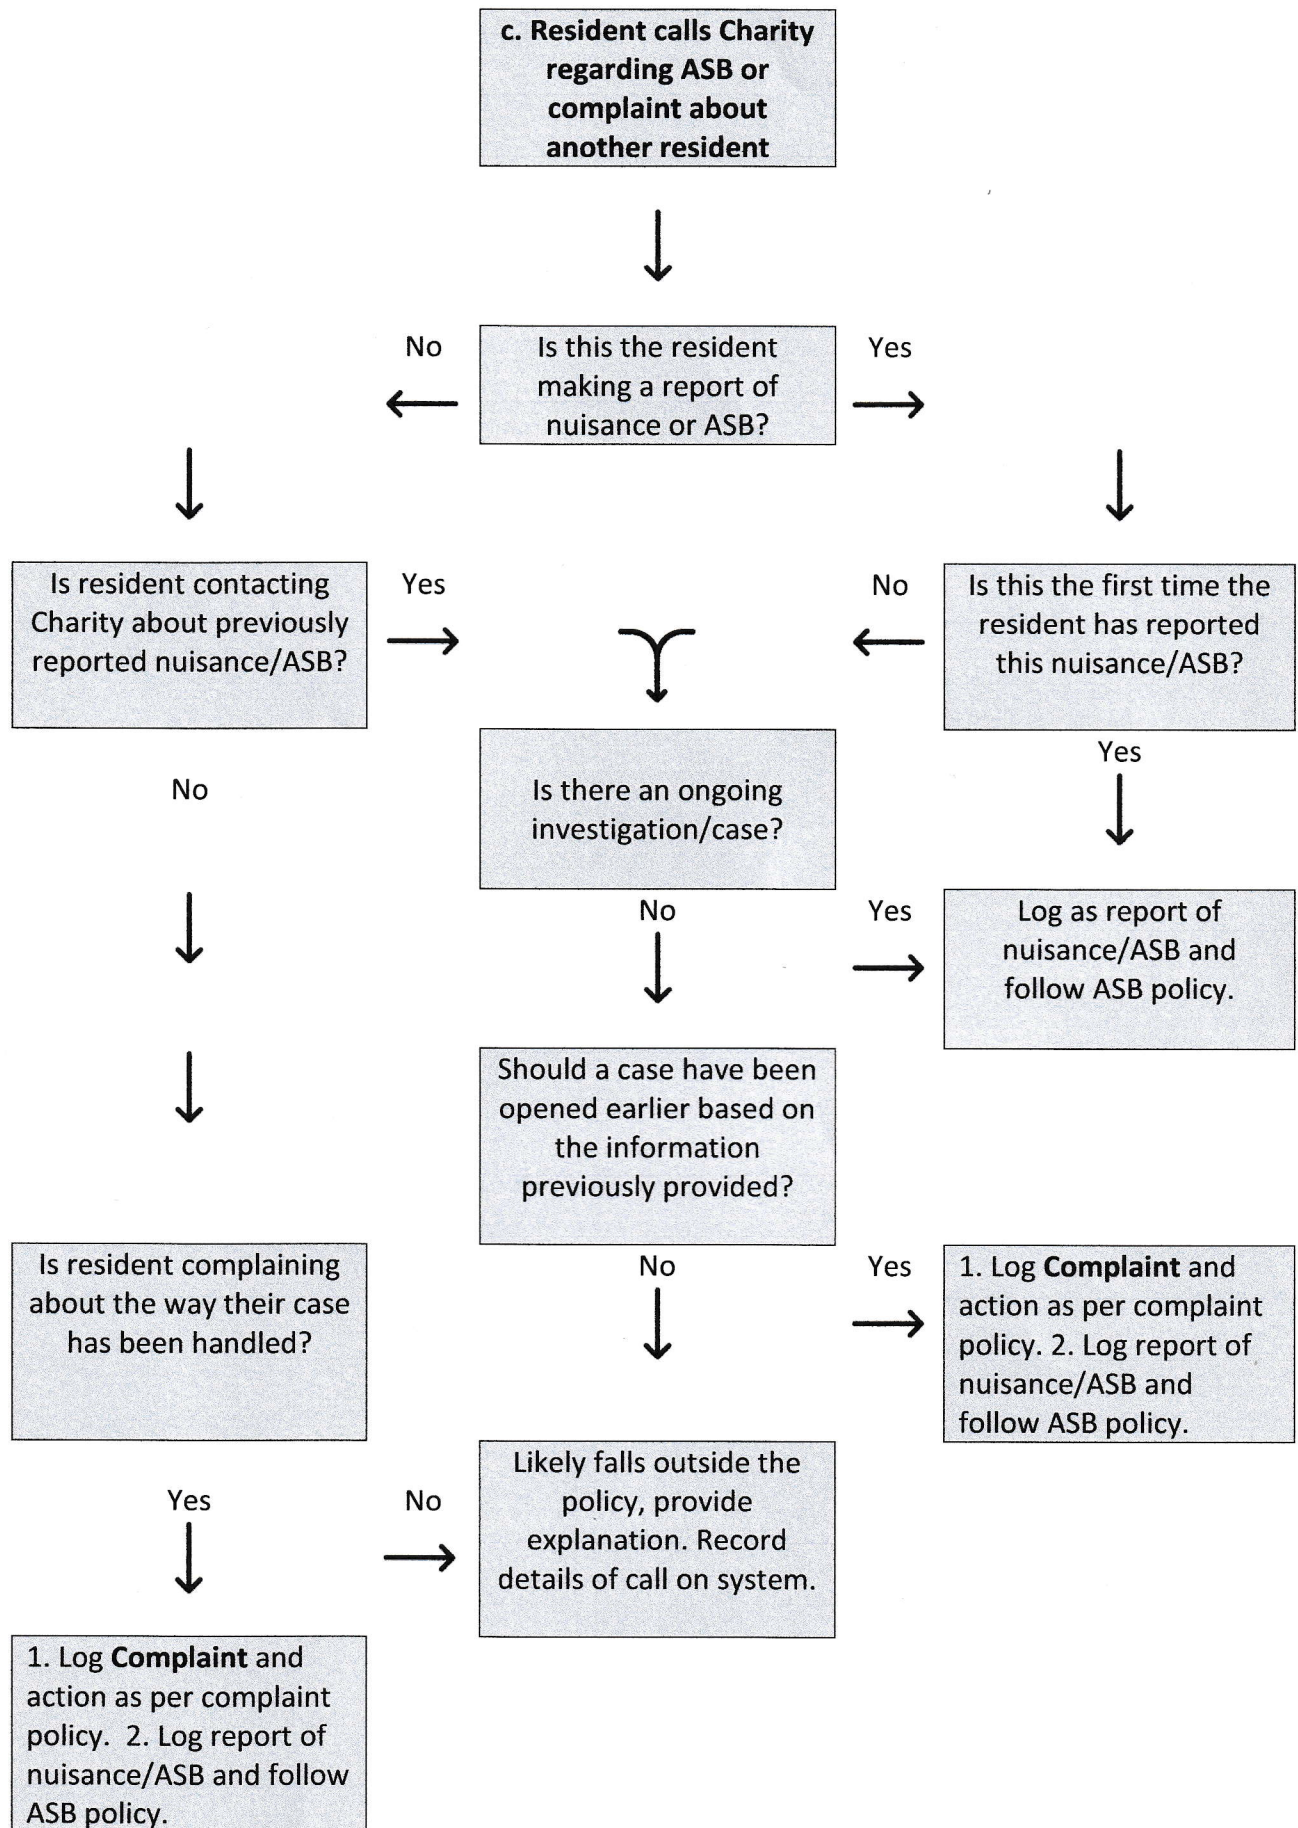 c. Resident calls Charity
regarding ASB or
complaint about
another resident
No
Is this the resident
making a report of
nuisance or ASB?
Yes
Is resident contacting
Charity about previously
reported nuisance/ASB?
Yes
No
Is this the first time the
resident has reported
this nuisance/ASB?
No
Is there an ongoing
investigation/case?
Yes
No
Yes
Log as report of
nuisance/ASB and
follow ASB policy.
Should a case have been
opened earlier based on
the information
previously provided?
Is resident complaining
about the way their case
has been handled?
No
Yes
1. Log Complaint and
action as per complaint
policy. 2. Log report of
nuisance/ASB and
follow ASB policy.
Yes
No
Likely falls outside the
policy, provide
explanation. Record
details of call on system.
1. Log Complaint and
action as per complaint
policy.  2. Log report of
nuisance/ASB and follow
ASB policy.